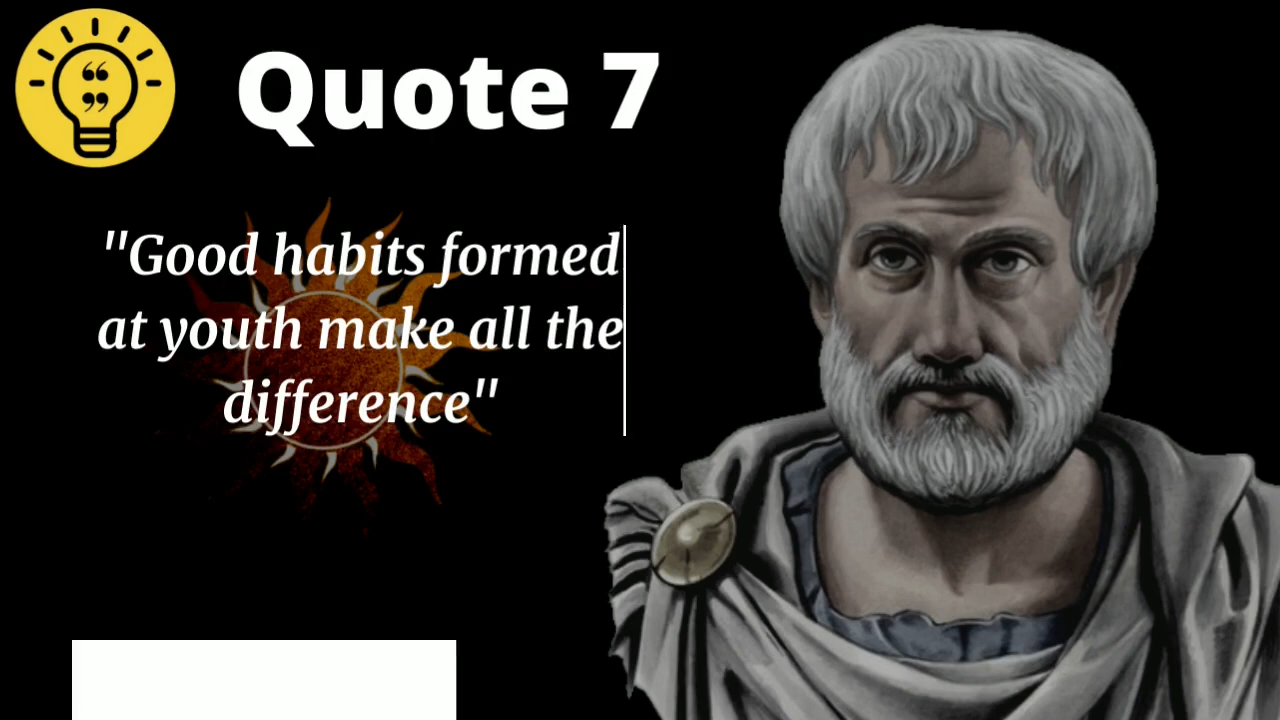 Quote 7
"Good habits formed
at youth make all the
difference"